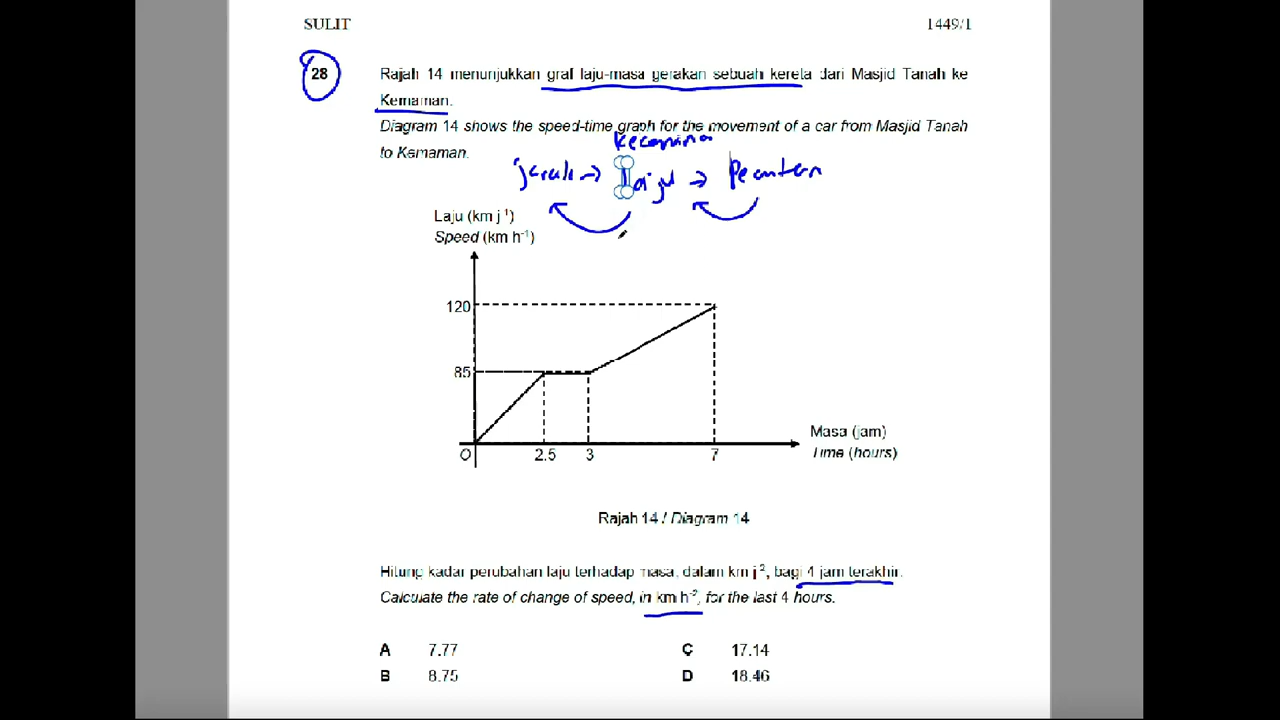 SULIT 1449/1
28 Rajah 14 menunjukkan graf laju-masa gerakan sebuah kereta dari Masjid Tanah ke
Kemaman.
Diagram 14 shows the speed-time graph for the movement of a car from Masjid Tanah
to Kemaman.
jarak → laju → Pecutan
Laju (km j⁻¹)
Speed (km h⁻¹)
120
85
O 2.5 3 7
Masa (jam)
Time (hours)
Rajah 14 / Diagram 14
Hitung kadar perubahan laju terhadap masa, dalam km j⁻², bagi 4 jam terakhir.
Calculate the rate of change of speed, in km h⁻², for the last 4 hours.
A 7.77 C 17.14
B 8.75 D 18.46